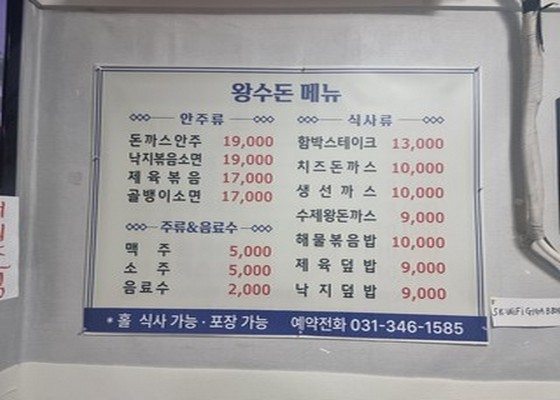 왕수돈 메뉴
안주류
돈까스안주 19,000
낙지볶음소면 19,000
제육볶음 17,000
골뱅이소면 17,000
주류&음료수
맥주 5,000
소주 5,000
음료수 2,000
식사류
함박스테이크 13,000
치즈돈까스 10,000
생선까스 10,000
수제왕돈까스 9,000
해물볶음밥 10,000
제육덮밥 9,000
낙지덮밥 9,000
* 홀 식사 가능 · 포장 가능 예약전화 031-346-1585